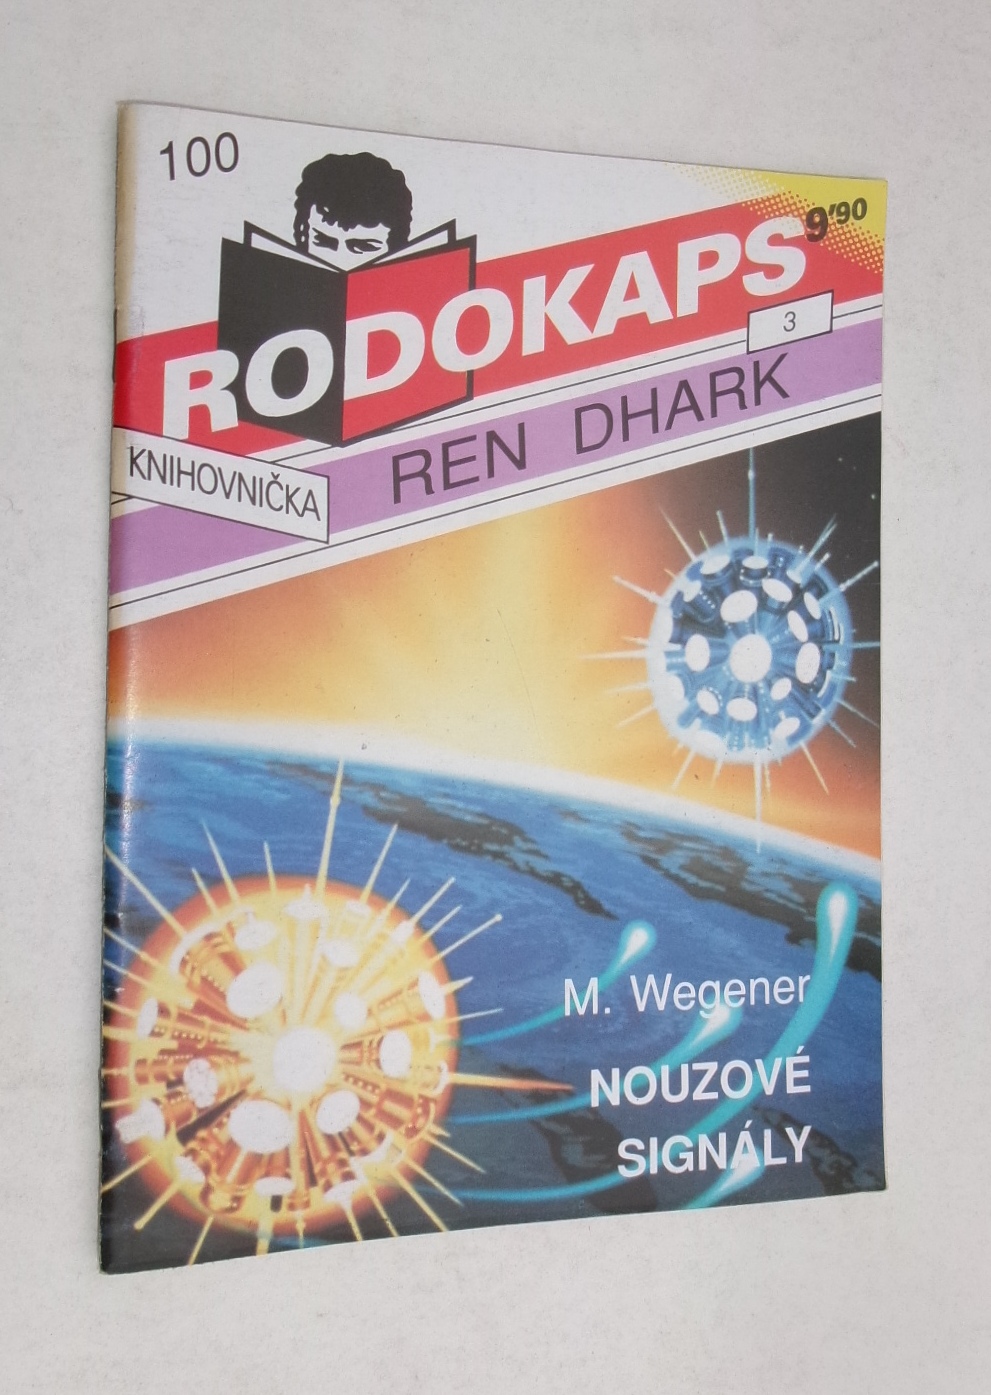 100
RODOKAPS
9'90
3
KNIHOVNIČKA
REN DHARK
M. Wegener
NOUZOVÉ
SIGNÁLY